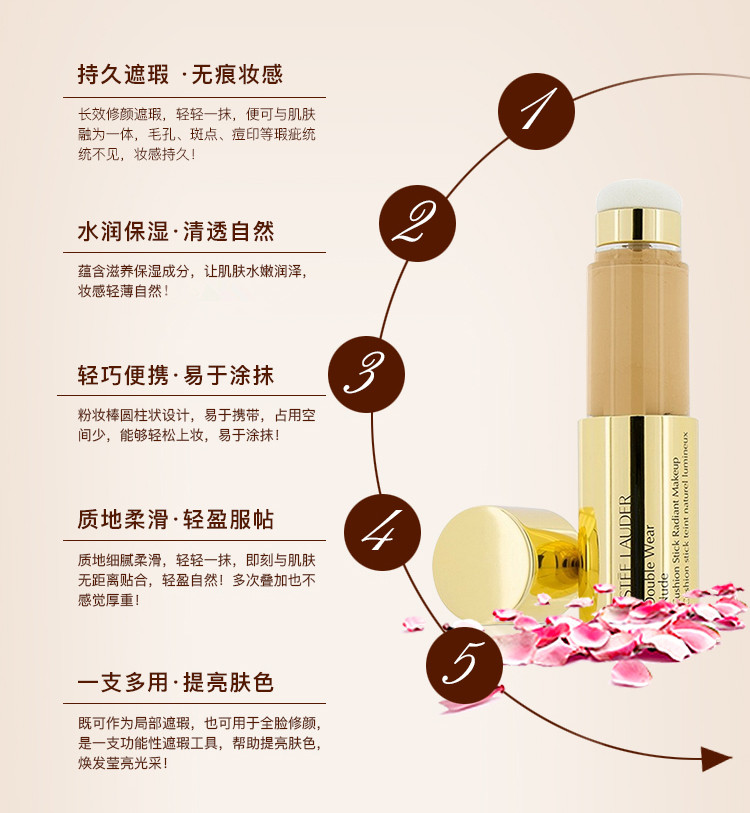 持久遮瑕 ·无痕妆感
长效修颜遮瑕，轻轻一抹，便可与肌肤
融为一体，毛孔、斑点、痘印等瑕疵统
统不见，妆感持久！
1
水润保湿·清透自然
蕴含滋养保湿成分，让肌肤水嫩润泽，
妆感轻薄自然！
2
轻巧便携·易于涂抹
粉妆棒圆柱状设计，易于携带，占用空
间少，能够轻松上妆，易于涂抹！
3
质地柔滑·轻盈服帖
质地细腻柔滑，轻轻一抹，即刻与肌肤
无距离贴合，轻盈自然！多次叠加也不
感觉厚重！
4
一支多用·提亮肤色
既可作为局部遮瑕，也可用于全脸修颜，
是一支功能性遮瑕工具，帮助提亮肤色，
焕发莹亮光采！
5
STEE LAUDER
Double Wear
Nude
Cushion Stick Radiant Makeup
Cushion stick teint naturel lumineux